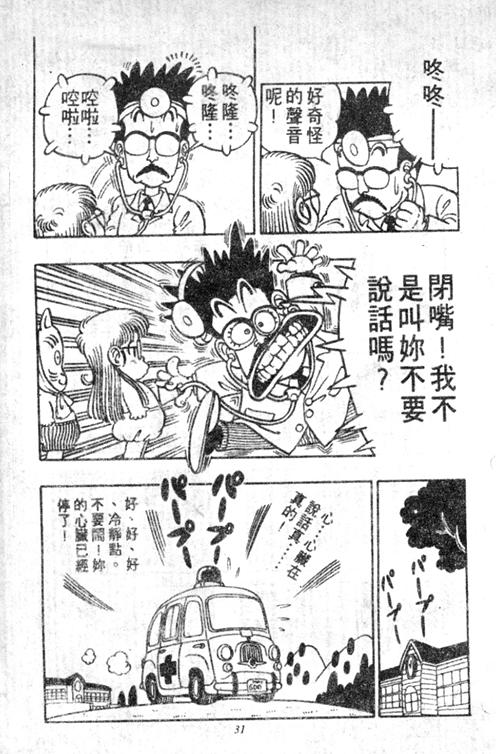 咚咚——
好奇怪
的聲音
呢！
咚隆…
咚隆…
啌啦…
啌啦…
閉嘴！我不
是叫妳不要
說話嗎？
パープー
心…心臟在
說話真…
真的！
パープー
パープー
好、好、好
、冷靜點。
不要鬧！妳
的心臟已經
停了！
31